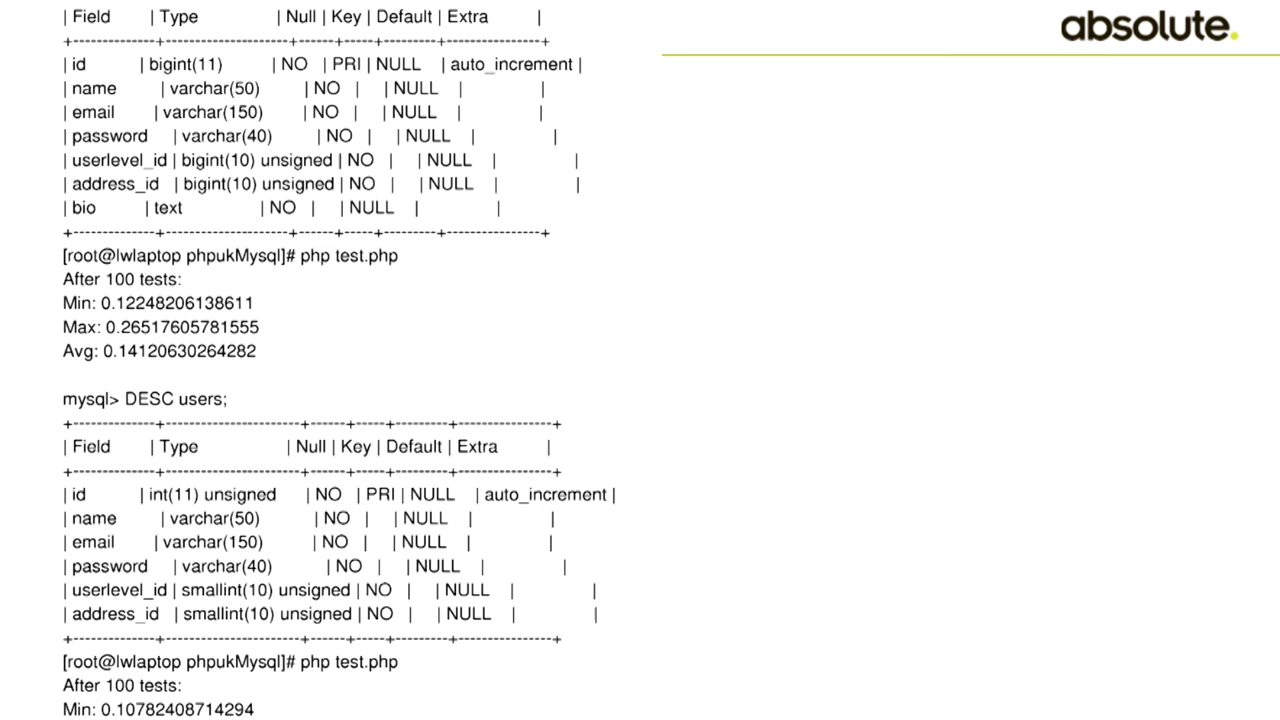 | Field | Type | Null | Key | Default | Extra |
+-------------+--------------------+------+-----+---------+----------------+
| id | bigint(11) | NO | PRI | NULL | auto_increment |
| name | varchar(50) | NO | | NULL | |
| email | varchar(150) | NO | | NULL | |
| password | varchar(40) | NO | | NULL | |
| userlevel_id | bigint(10) unsigned | NO | | NULL | |
| address_id | bigint(10) unsigned | NO | | NULL | |
| bio | text | NO | | NULL | |
+-------------+--------------------+------+-----+---------+----------------+
[root@lwlaptop phpukMysql]# php test.php
After 100 tests:
Min: 0.12248206138611
Max: 0.26517605781555
Avg: 0.14120630264282
mysql> DESC users;
+-------------+----------------------+------+-----+---------+----------------+
| Field | Type | Null | Key | Default | Extra |
+-------------+----------------------+------+-----+---------+----------------+
| id | int(11) unsigned | NO | PRI | NULL | auto_increment |
| name | varchar(50) | NO | | NULL | |
| email | varchar(150) | NO | | NULL | |
| password | varchar(40) | NO | | NULL | |
| userlevel_id | smallint(10) unsigned | NO | | NULL | |
| address_id | smallint(10) unsigned | NO | | NULL | |
+-------------+----------------------+------+-----+---------+----------------+
[root@lwlaptop phpukMysql]# php test.php
After 100 tests:
Min: 0.10782408714294
absolute.